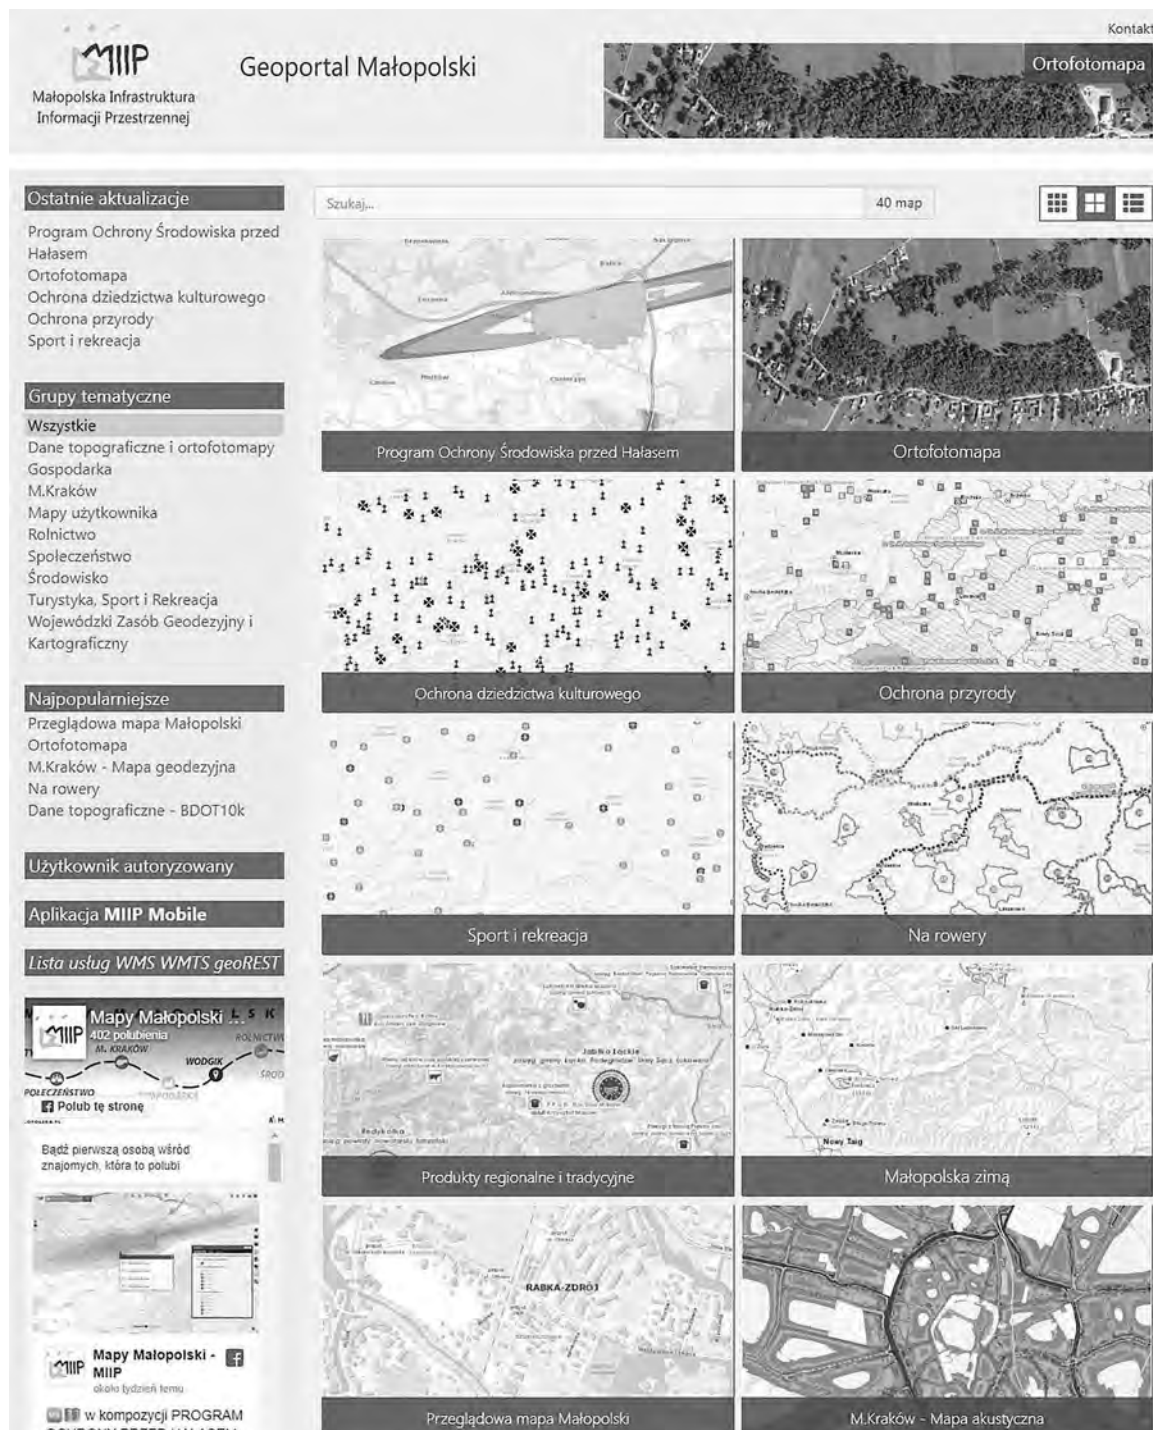 Kontakt
MIIP
Małopolska Infrastruktura
Informacji Przestrzennej
Geoportal Małopolski
Ortofotomapa
Ostatnie aktualizacje
Program Ochrony Środowiska przed
Hałasem
Ortofotomapa
Ochrona dziedzictwa kulturowego
Ochrona przyrody
Sport i rekreacja
Grupy tematyczne
Wszystkie
Dane topograficzne i ortofotomapy
Gospodarka
M.Kraków
Mapy użytkownika
Rolnictwo
Społeczeństwo
Środowisko
Turystyka, Sport i Rekreacja
Wojewódzki Zasób Geodezyjny i
Kartograficzny
Najpopularniejsze
Przeglądowa mapa Małopolski
Ortofotomapa
M.Kraków - Mapa geodezyjna
Na rowery
Dane topograficzne - BDOT10k
Użytkownik autoryzowany
Aplikacja MIIP Mobile
Lista usług WMS WMTS geoREST
MIIP
Mapy Małopolski ...
402 polubienia
M. KRAKÓW
WODGIK
Polub tę stronę
Bądź pierwszą osobą wśród
znajomych, która to polubi
MIIP
Mapy Malopolski -
MIIP
około tydzień temu
w kompozycji PROGRAM
Szukaj...
40 map
Program Ochrony Środowiska przed Hałasem
Ortofotomapa
Ochrona dziedzictwa kulturowego
Ochrona przyrody
Sport i rekreacja
Na rowery
Jabłko Łąckie
Produkty regionalne i tradycyjne
Nowy Targ
Małopolska zimą
RABKA-ZDRÓJ
Przeglądowa mapa Małopolski
M.Kraków - Mapa akustyczna